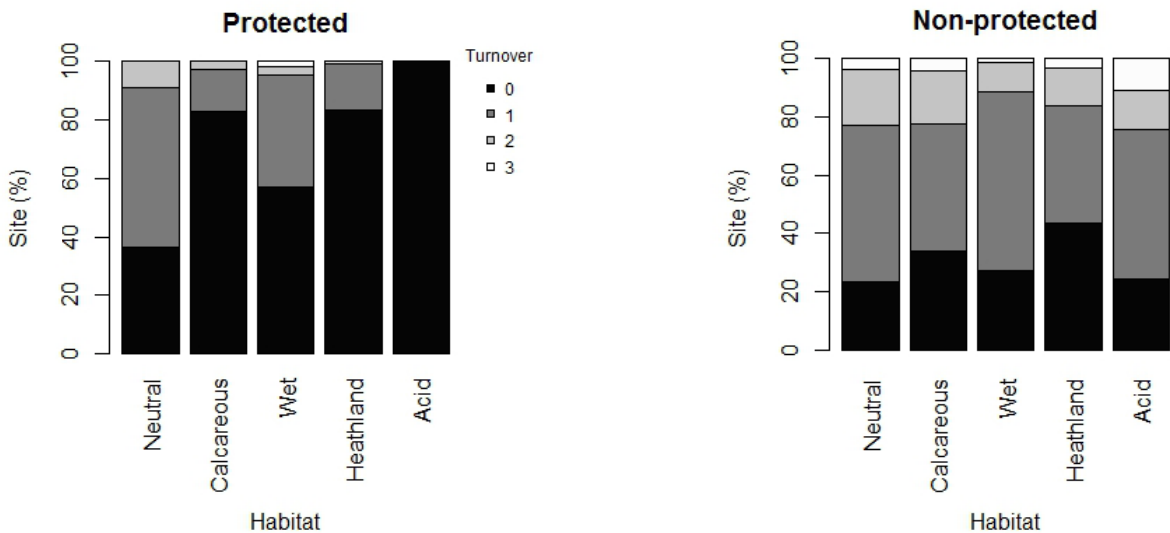 Protected
Site (%)
0
20
40
60
80
100
Neutral
Calcareous
Wet
Heathland
Acid
Habitat
Turnover
0
1
2
3
Non-protected
Site (%)
0
20
40
60
80
100
Neutral
Calcareous
Wet
Heathland
Acid
Habitat